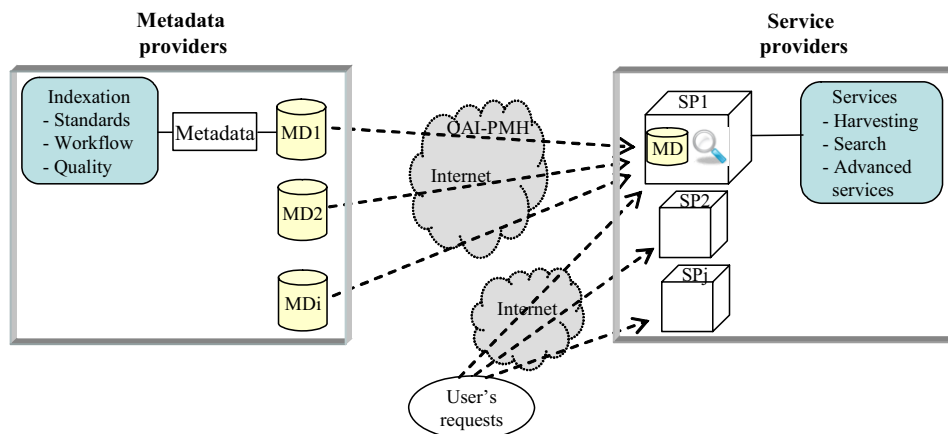 Metadata
providers
Service
providers
Indexation
- Standards
- Workflow
- Quality
Metadata
MD1
MD2
MDi
OAI-PMH
Internet
Internet
User's
requests
SP1
MD
SP2
SPj
Services
- Harvesting
- Search
- Advanced
services